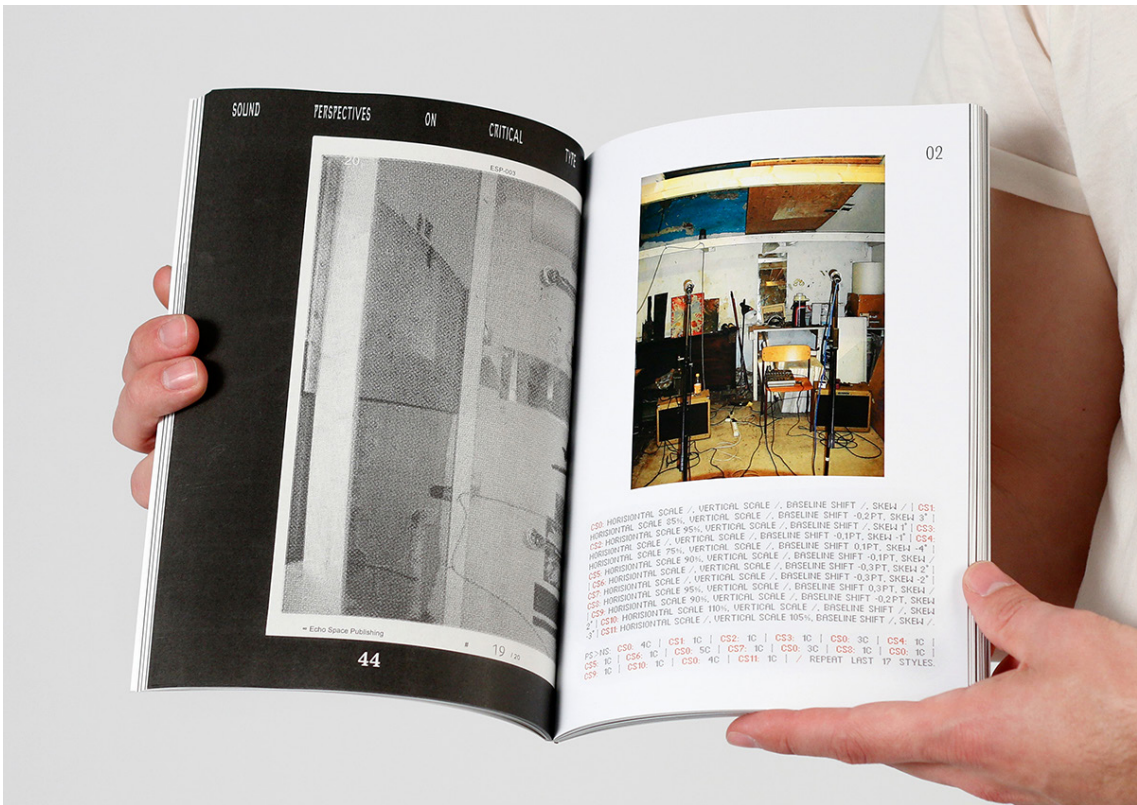 SOUND PERSPECTIVES ON CRITICAL TYPE
20
ESP-003
∞ Echo Space Publishing
# 19 / 20
44
02
CS0: HORISIONTAL SCALE /, VERTICAL SCALE /, BASELINE SHIFT /, SKEW / | CS1:
HORISIONTAL SCALE 85%, VERTICAL SCALE /, BASELINE SHIFT -0,2PT, SKEW 3° |
CS2: HORISIONTAL SCALE 95%, VERTICAL SCALE /, BASELINE SHIFT /, SKEW 1° | CS3:
HORISIONTAL SCALE /, VERTICAL SCALE /, BASELINE SHIFT -0,1PT, SKEW -1° | CS4:
HORISIONTAL SCALE 75%, VERTICAL SCALE /, BASELINE SHIFT 0,1PT, SKEW -4° |
CS5: HORISIONTAL SCALE 90%, VERTICAL SCALE /, BASELINE SHIFT -0,1PT, SKEW /
| CS6: HORISIONTAL SCALE /, VERTICAL SCALE /, BASELINE SHIFT -0,3PT, SKEW 2° |
CS7: HORISIONTAL SCALE /, VERTICAL SCALE /, BASELINE SHIFT -0,3PT, SKEW -2° |
CS8: HORISIONTAL SCALE 95%, VERTICAL SCALE /, BASELINE SHIFT 0,3PT, SKEW /
| CS9: HORISIONTAL SCALE 90%, VERTICAL SCALE /, BASELINE SHIFT -0,2PT, SKEW
2° | CS10: HORISIONTAL SCALE 110%, VERTICAL SCALE /, BASELINE SHIFT /, SKEW
-3° | CS11: HORISIONTAL SCALE /, VERTICAL SCALE 105%, BASELINE SHIFT /, SKEW /.
PS>NS: CS0: 4C | CS1: 1C | CS2: 1C | CS3: 1C | CS0: 3C | CS4: 1C |
CS5: 1C | CS6: 1C | CS0: 5C | CS7: 1C | CS0: 3C | CS8: 1C | CS0: 1C |
CS9: 1C | CS10: 1C | CS0: 4C | CS11: 1C | / REPEAT LAST 17 STYLES.